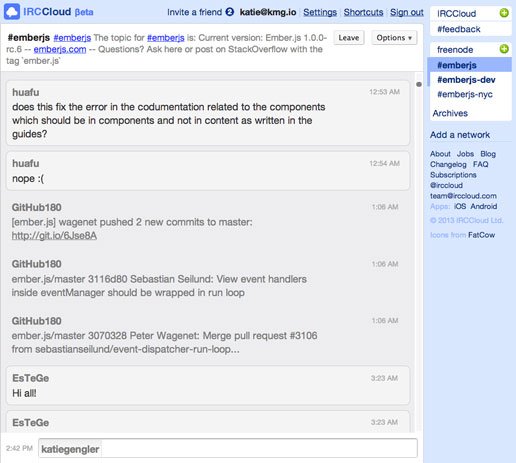 IRCCloud βeta
Invite a friend 2 katie@kmg.io | Settings | Shortcuts | Sign out
#emberjs #emberjs The topic for #emberjs is: Current version: Ember.js 1.0.0-
rc.6 -- emberjs.com -- Questions? Ask here or post on StackOverflow with the
tag `ember.js`
Leave
Options ▾
huafu
12:53 AM
does this fix the error in the codumentation related to the components
which should be in components and not in content as written in the
guides?
huafu
12:54 AM
nope :(
GitHub180
1:06 AM
[ember.js] wagenet pushed 2 new commits to master:
http://git.io/6Jse8A
GitHub180
1:06 AM
ember.js/master 3116d80 Sebastian Seilund: View event handlers
inside eventManager should be wrapped in run loop
GitHub180
1:06 AM
ember.js/master 3070328 Peter Wagenet: Merge pull request #3106
from sebastianseilund/event-dispatcher-run-loop...
EsTeGe
3:23 AM
Hi all!
EsTeGe
3:23 AM
2:42 PM katiegengler
IRCCloud
#feedback
freenode
#emberjs
#emberjs-dev
#emberjs-nyc
Archives
Add a network
About Jobs Blog
Changelog FAQ
Subscriptions
@irccloud
team@irccloud.com
Apps: iOS Android
© 2013 IRCCloud Ltd.
Icons from FatCow